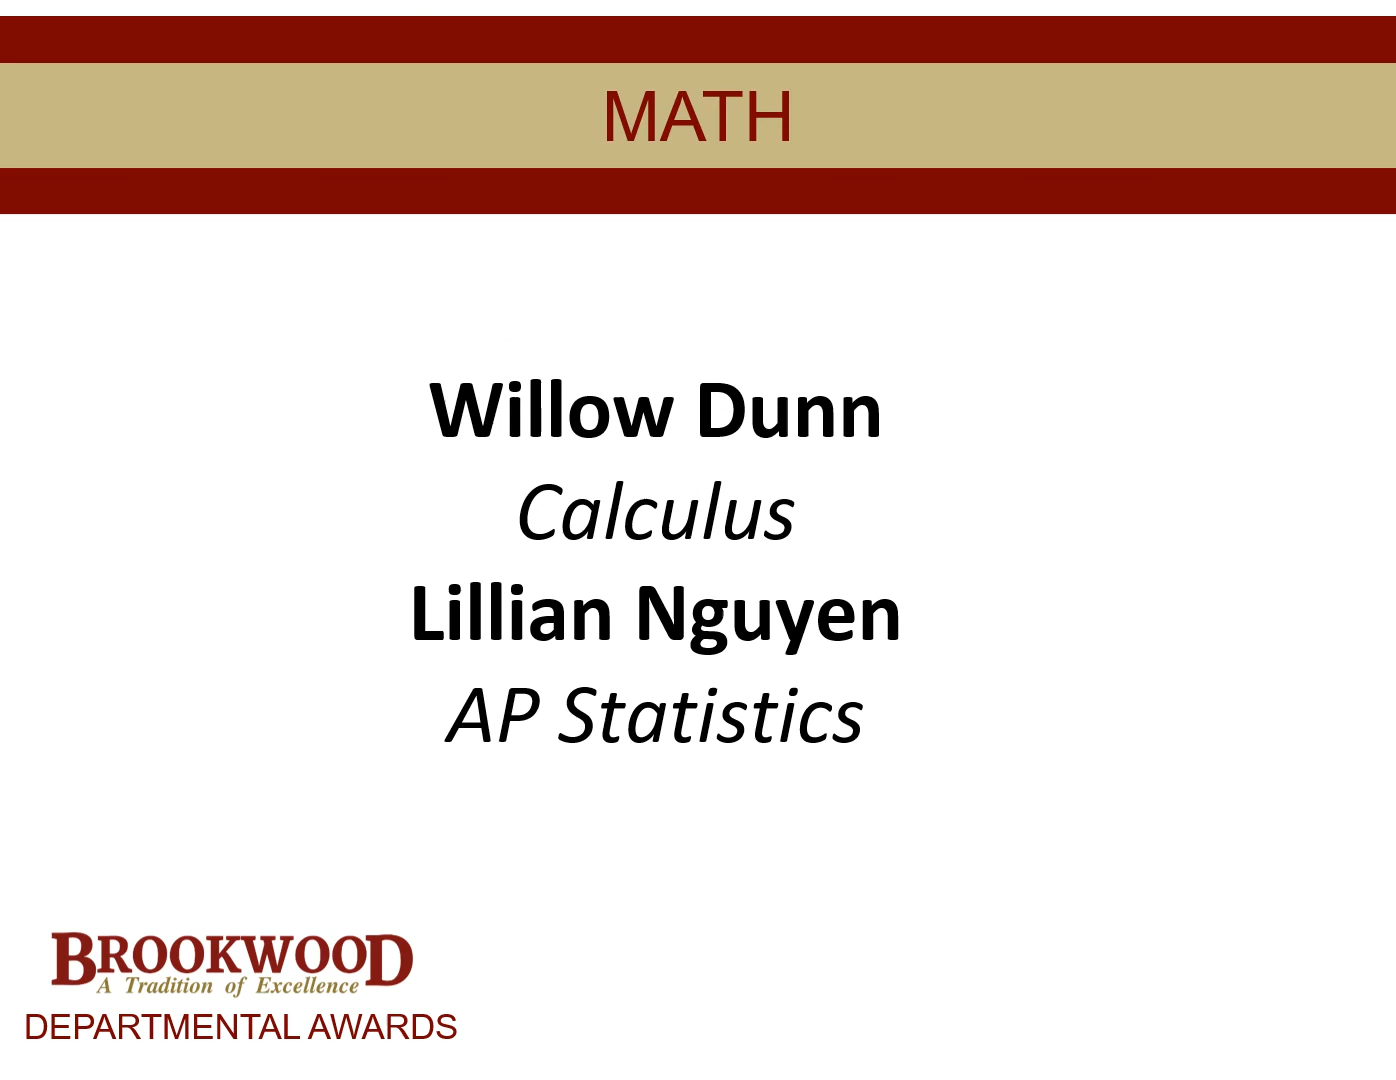 MATH
Willow Dunn
Calculus
Lillian Nguyen
AP Statistics
BROOKWOOD
A Tradition of Excellence
DEPARTMENTAL AWARDS